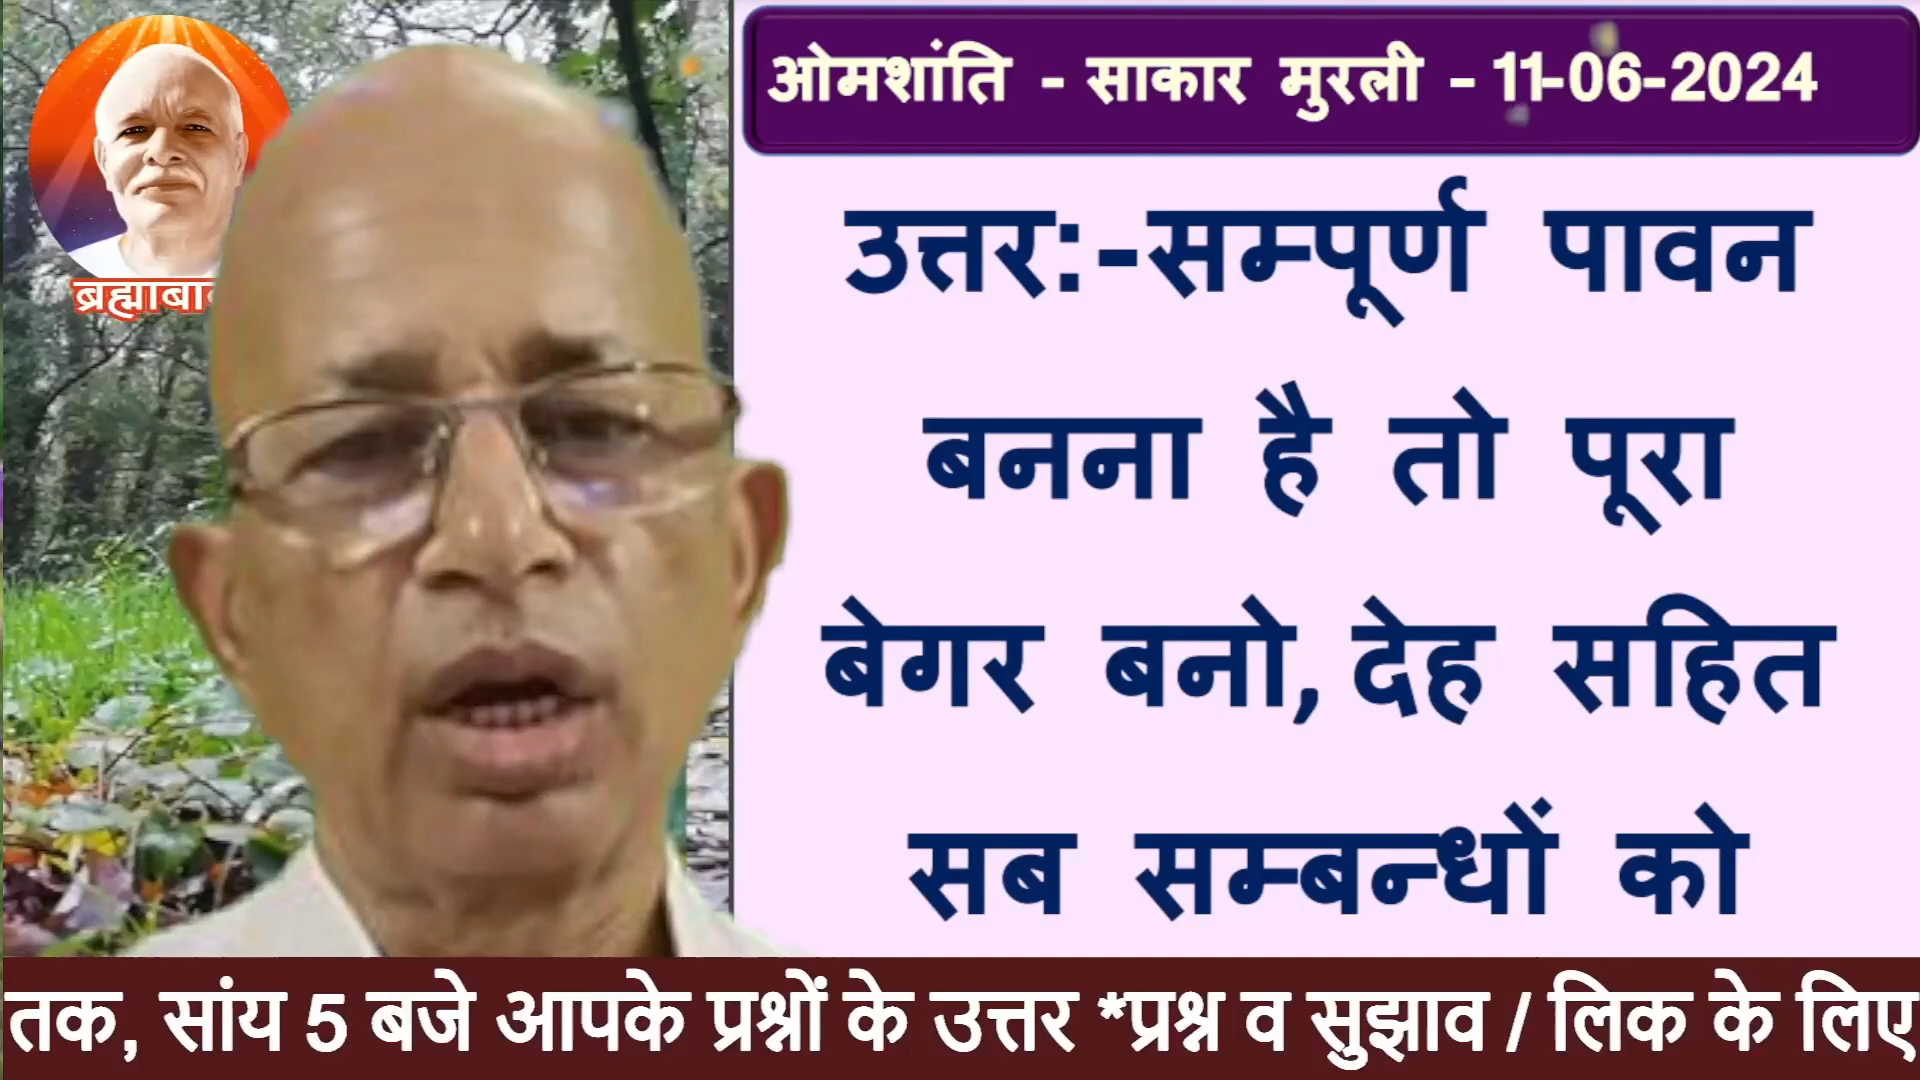 ओमशांति - साकार मुरली - 11-06-2024
उत्तर:-सम्पूर्ण पावन
बनना है तो पूरा
बेगर बनो, देह सहित
सब सम्बन्धों को
तक, सांय 5 बजे आपके प्रश्नों के उत्तर *प्रश्न व सुझाव / लिक के लिए